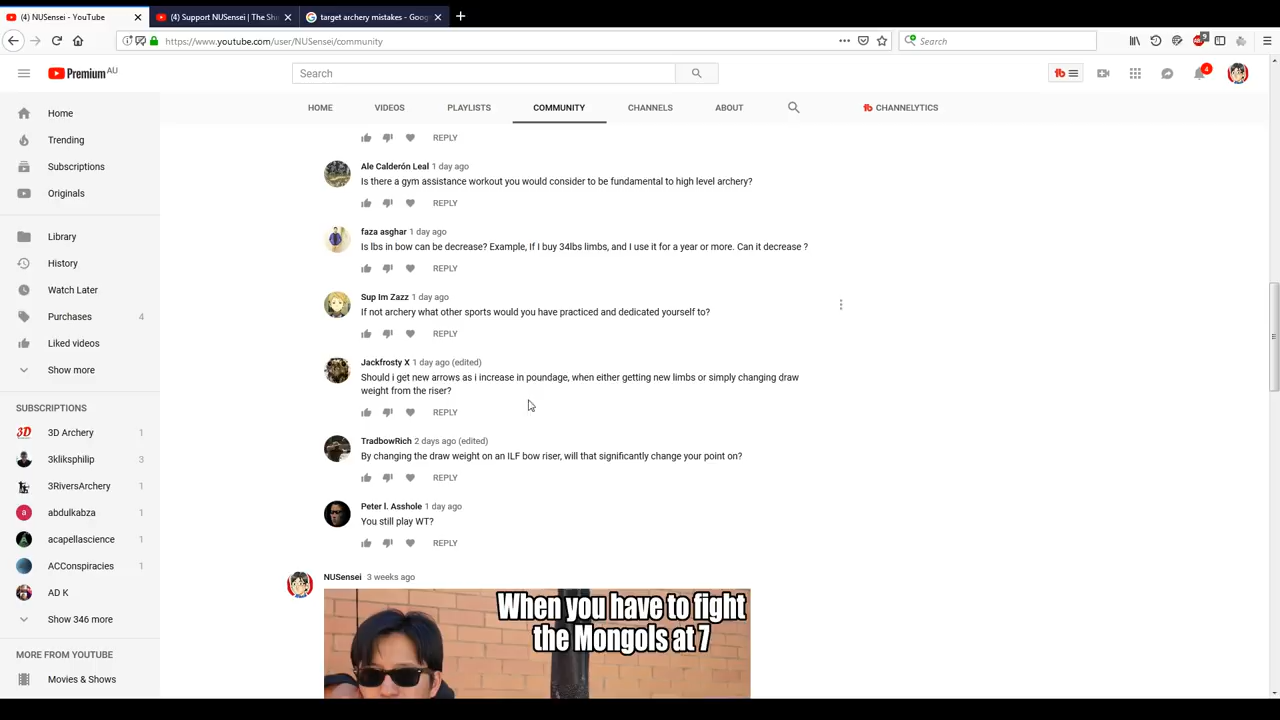 (4) NUSensei - YouTube
(4) Support NUSensei | The Shi
target archery mistakes - Goog
https://www.youtube.com/user/NUSensei/community
Search
9
Premium AU
Search
4
HOME
VIDEOS
PLAYLISTS
COMMUNITY
CHANNELS
ABOUT
CHANNELYTICS
Home
Trending
Subscriptions
Originals
Library
History
Watch Later
Purchases 4
Liked videos
Show more
SUBSCRIPTIONS
3D Archery 1
3kliksphilip 3
3RiversArchery 1
abdulkabza 1
acapellascience 1
ACConspiracies 1
AD K
Show 346 more
MORE FROM YOUTUBE
Movies & Shows
REPLY
Ale Calderón Leal 1 day ago
Is there a gym assistance workout you would consider to be fundamental to high level archery?
REPLY
faza asghar 1 day ago
Is lbs in bow can be decrease? Example, If I buy 34lbs limbs, and I use it for a year or more. Can it decrease ?
REPLY
Sup Im Zazz 1 day ago
If not archery what other sports would you have practiced and dedicated yourself to?
REPLY
Jackfrosty X 1 day ago (edited)
Should i get new arrows as i increase in poundage, when either getting new limbs or simply changing draw
weight from the riser?
REPLY
TradbowRich 2 days ago (edited)
By changing the draw weight on an ILF bow riser, will that significantly change your point on?
REPLY
Peter I. Asshole 1 day ago
You still play WT?
REPLY
NUSensei 3 weeks ago
When you have to fight
the Mongols at 7